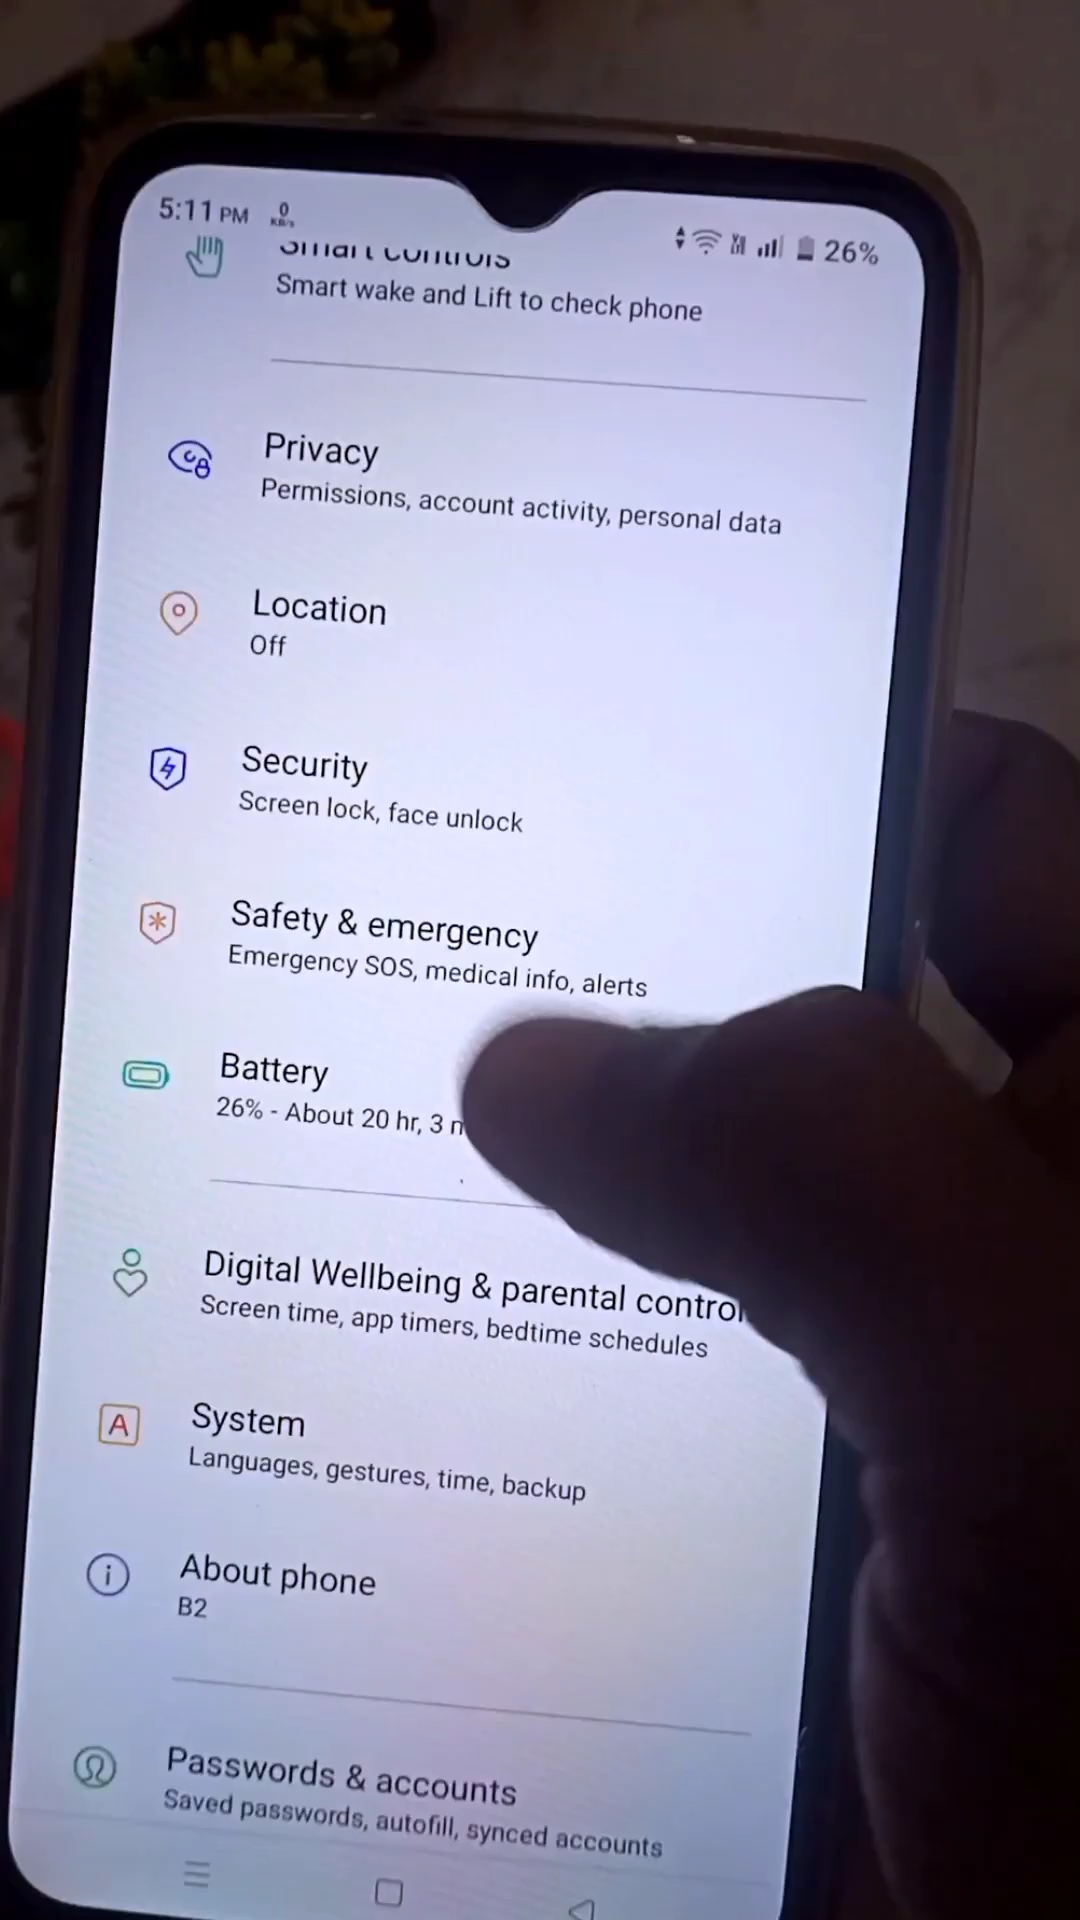 5:11 PM 0 KB/s 26%
Smart controls
Smart wake and Lift to check phone
Privacy
Permissions, account activity, personal data
Location
Off
Security
Screen lock, face unlock
Safety & emergency
Emergency SOS, medical info, alerts
Battery
26% - About 20 hr, 3
Digital Wellbeing & parental
Screen time, app timers, bedtime schedules
System
Languages, gestures, time, backup
About phone
B2
Passwords & accounts
Saved passwords, autofill, synced accounts